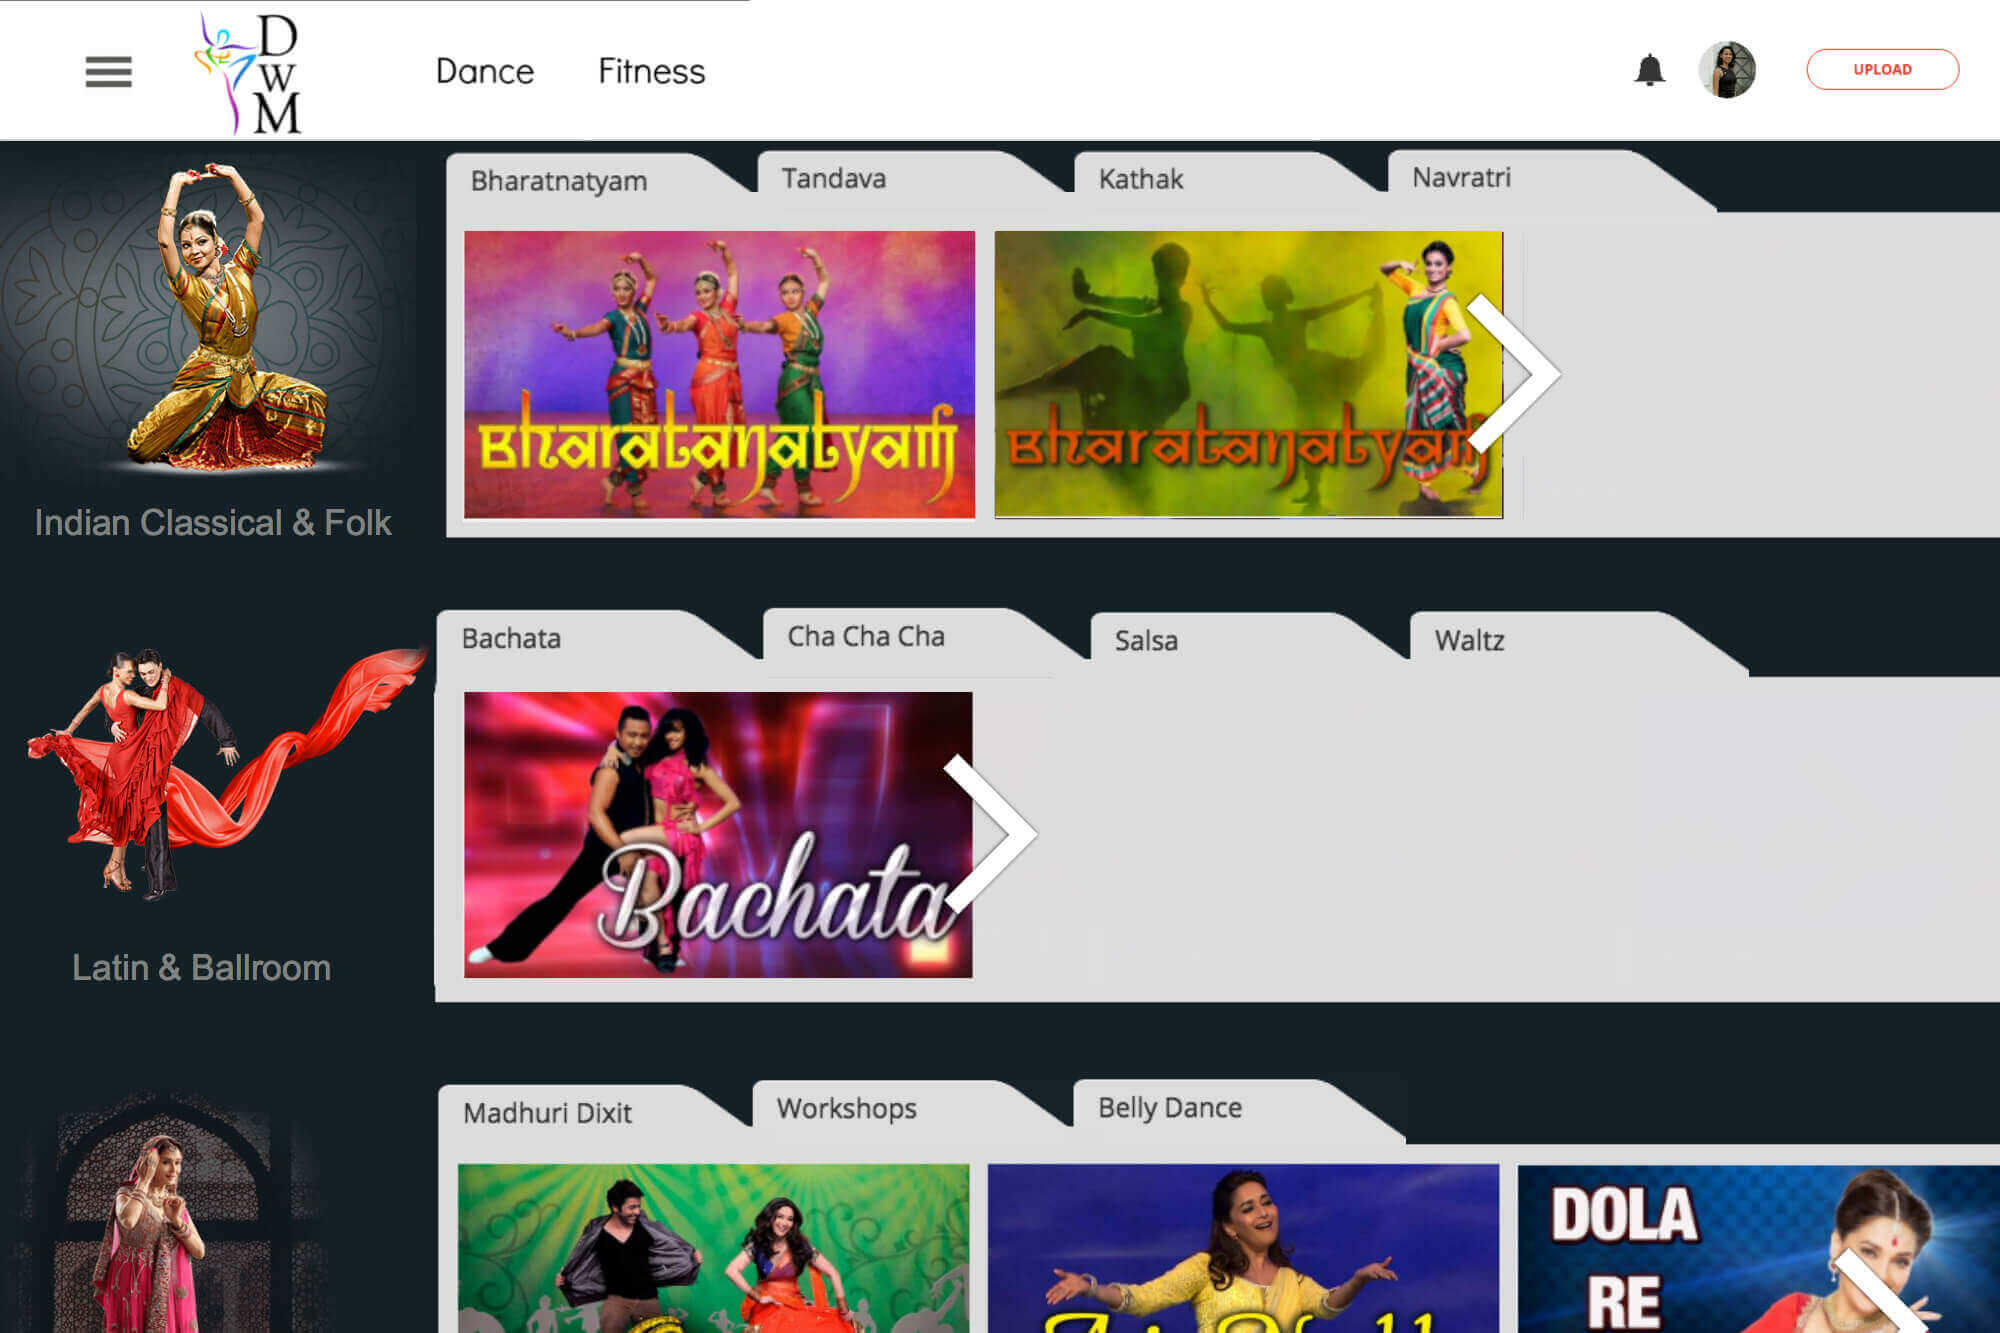 D
W
M
Dance
Fitness
UPLOAD
Bharatnatyam
Tandava
Kathak
Navratri
Bharatanatyam
Bharatanatyam
Indian Classical & Folk
Bachata
Cha Cha Cha
Salsa
Waltz
Bachata
Latin & Ballroom
Madhuri Dixit
Workshops
Belly Dance
DOLA
RE